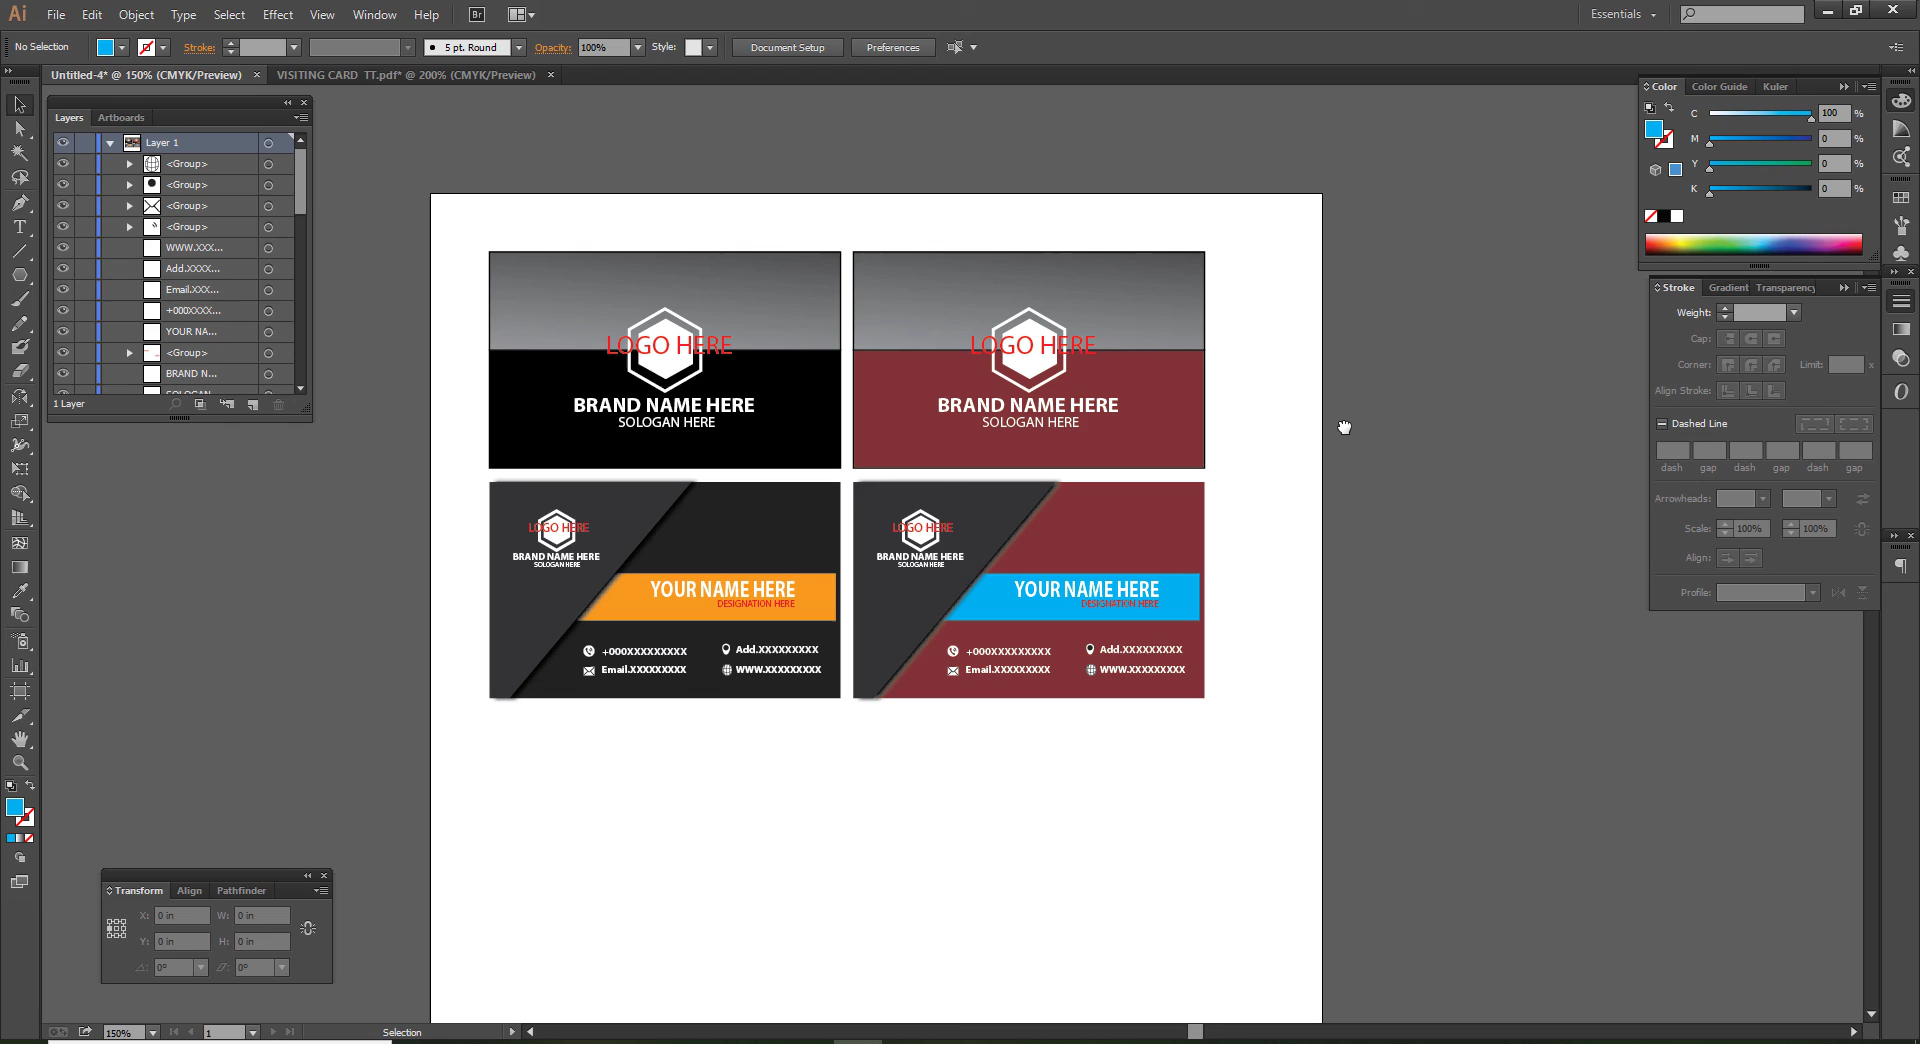 Ai File Edit Object Type Select Effect View Window Help Br Essentials
No Selection Stroke: 5 pt. Round Opacity: 100% Style: Document Setup Preferences
Untitled-4* @ 150% (CMYK/Preview) × VISITING CARD TT.pdf* @ 200% (CMYK/Preview) ×
Layers Artboards
Layer 1
<Group>
<Group>
<Group>
<Group>
WWW.XXX...
Add.XXXX...
Email.XXX...
+000XXXX...
YOUR NA...
<Group>
BRAND N...
1 Layer
LOGO HERE
BRAND NAME HERE
SOLOGAN HERE
LOGO HERE
BRAND NAME HERE
SOLOGAN HERE
LOGO HERE
BRAND NAME HERE
SOLOGAN HERE
YOUR NAME HERE
DESIGNATION HERE
+000XXXXXXXXX Add.XXXXXXXXX
Email.XXXXXXXXX WWW.XXXXXXXXX
LOGO HERE
BRAND NAME HERE
SOLOGAN HERE
YOUR NAME HERE
DESIGNATION HERE
+000XXXXXXXXX Add.XXXXXXXXX
Email.XXXXXXXXX WWW.XXXXXXXXX
Color Color Guide Kuler
C 100 %
M 0 %
Y 0 %
K 0 %
Stroke Gradient Transparency
Weight:
Cap:
Corner: Limit: x
Align Stroke:
Dashed Line
dash gap dash gap dash gap
Arrowheads:
Scale: 100% 100%
Align:
Profile:
Transform Align Pathfinder
X: 0 in W: 0 in
Y: 0 in H: 0 in
0° 0°
150% 1 Selection